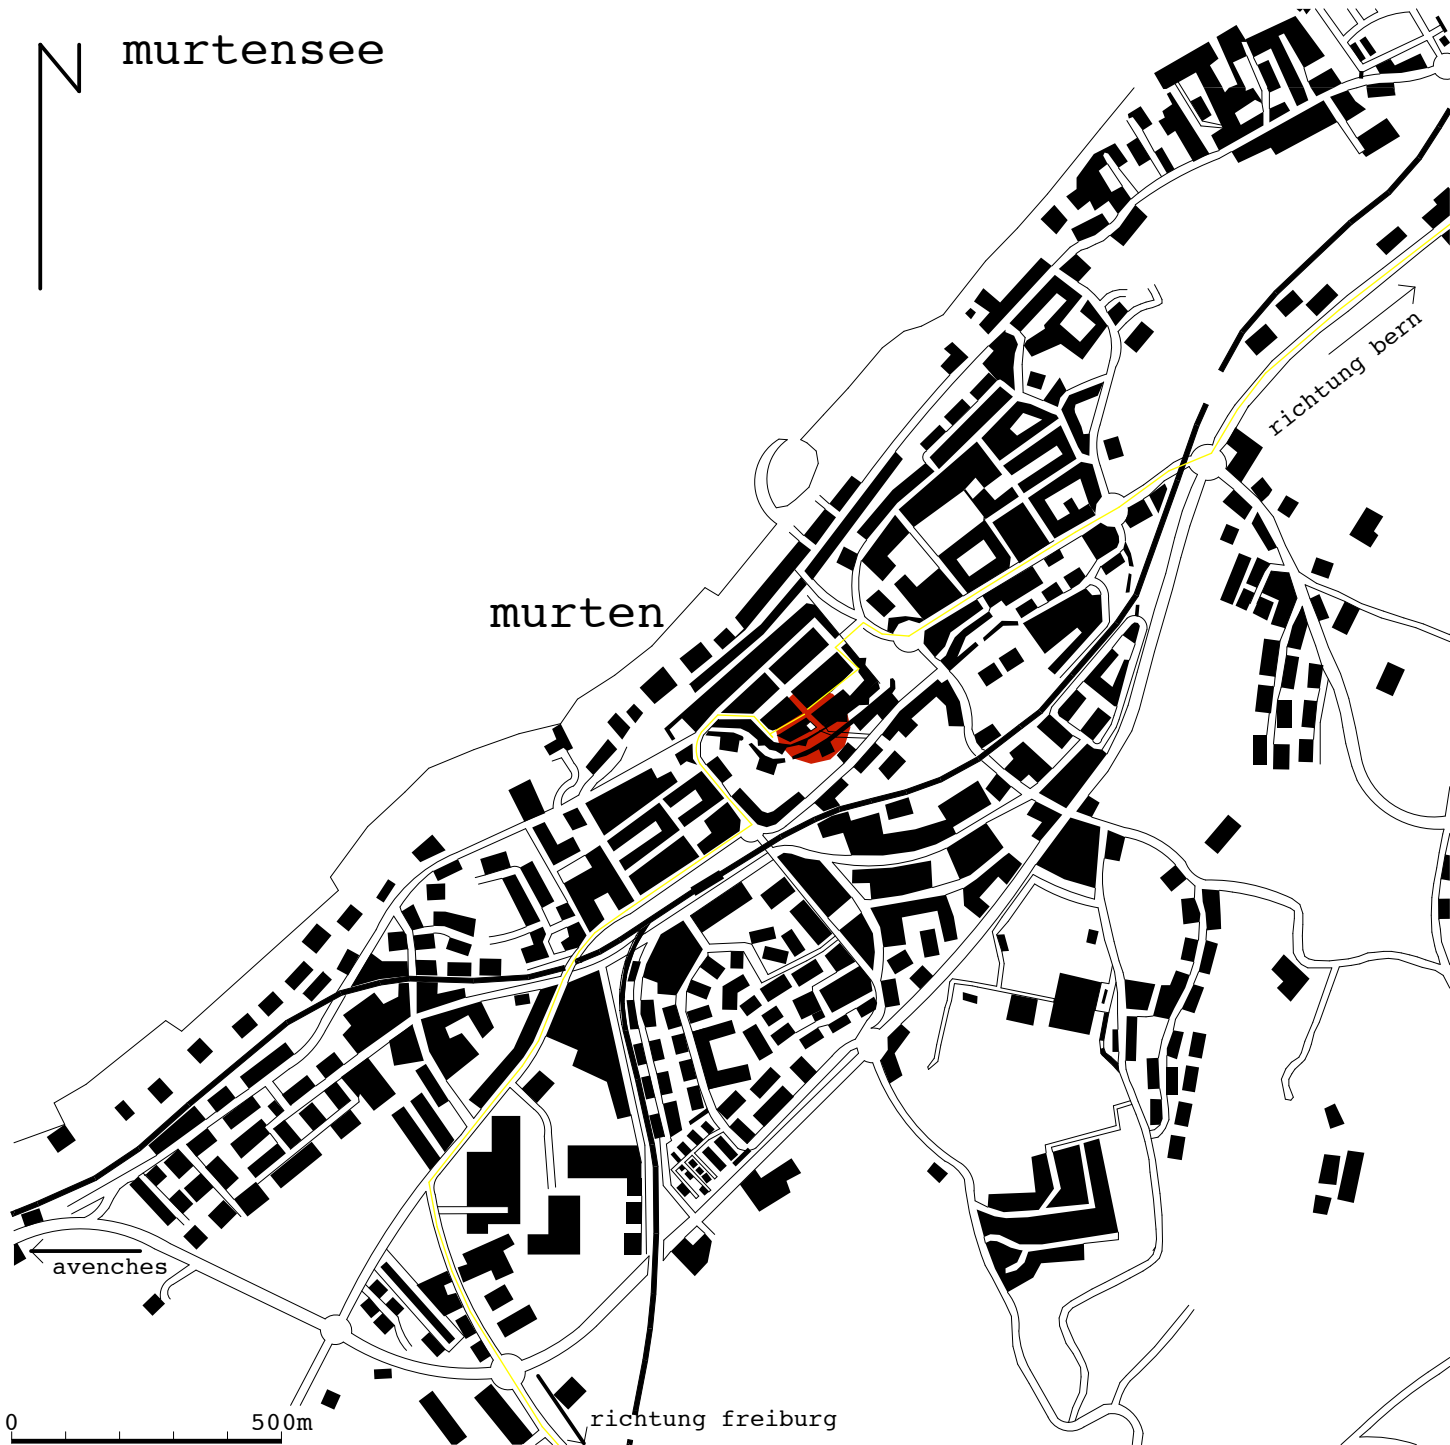 murtensee
richtung bern
murten
avenches
0 500m
richtung freiburg